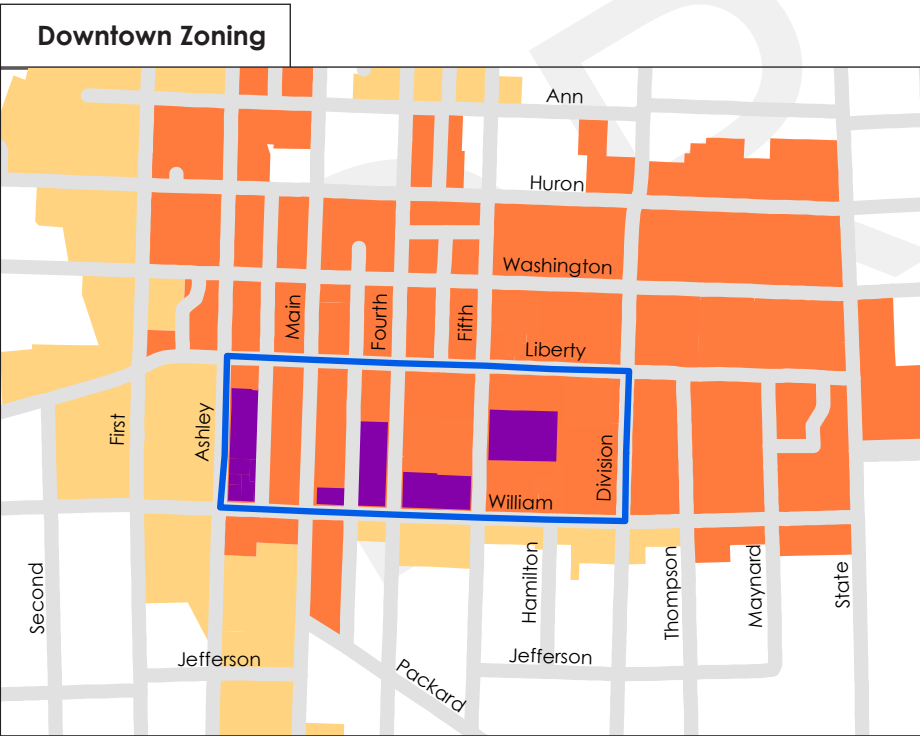 Downtown Zoning
Ann
Huron
Washington
Main
Fourth
Fifth
Liberty
First
Ashley
Division
William
Second
Hamilton
Thompson
Maynard
State
Jefferson
Jefferson
Packard